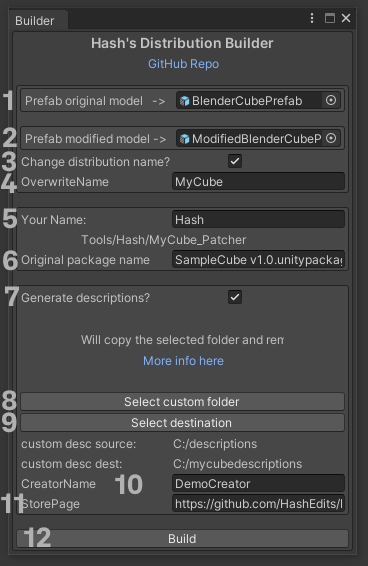 Builder
Hash's Distribution Builder
GitHub Repo
1 Prefab original model -> BlenderCubePrefab
2 Prefab modified model -> ModifiedBlenderCubeP
3 Change distribution name?
4 OverwriteName MyCube
5 Your Name: Hash
Tools/Hash/MyCube_Patcher
6 Original package name SampleCube v1.0.unitypackag
7 Generate descriptions?
Will copy the selected folder and ren
More info here
8 Select custom folder
9 Select destination
custom desc source: C:/descriptions
custom desc dest: C:/mycubedescriptions
CreatorName 10 DemoCreator
11 StorePage https://github.com/HashEdits/
12 Build